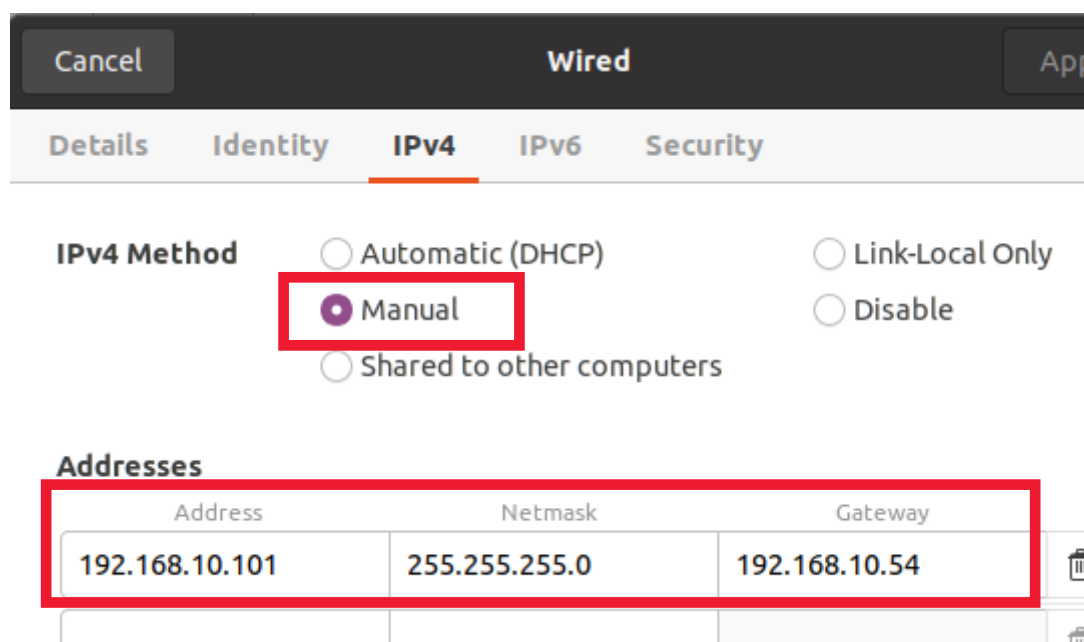 Cancel Wired App
Details Identity IPv4 IPv6 Security
IPv4 Method Automatic (DHCP) Link-Local Only
Manual Disable
Shared to other computers
Addresses
Address Netmask Gateway
192.168.10.101 255.255.255.0 192.168.10.54